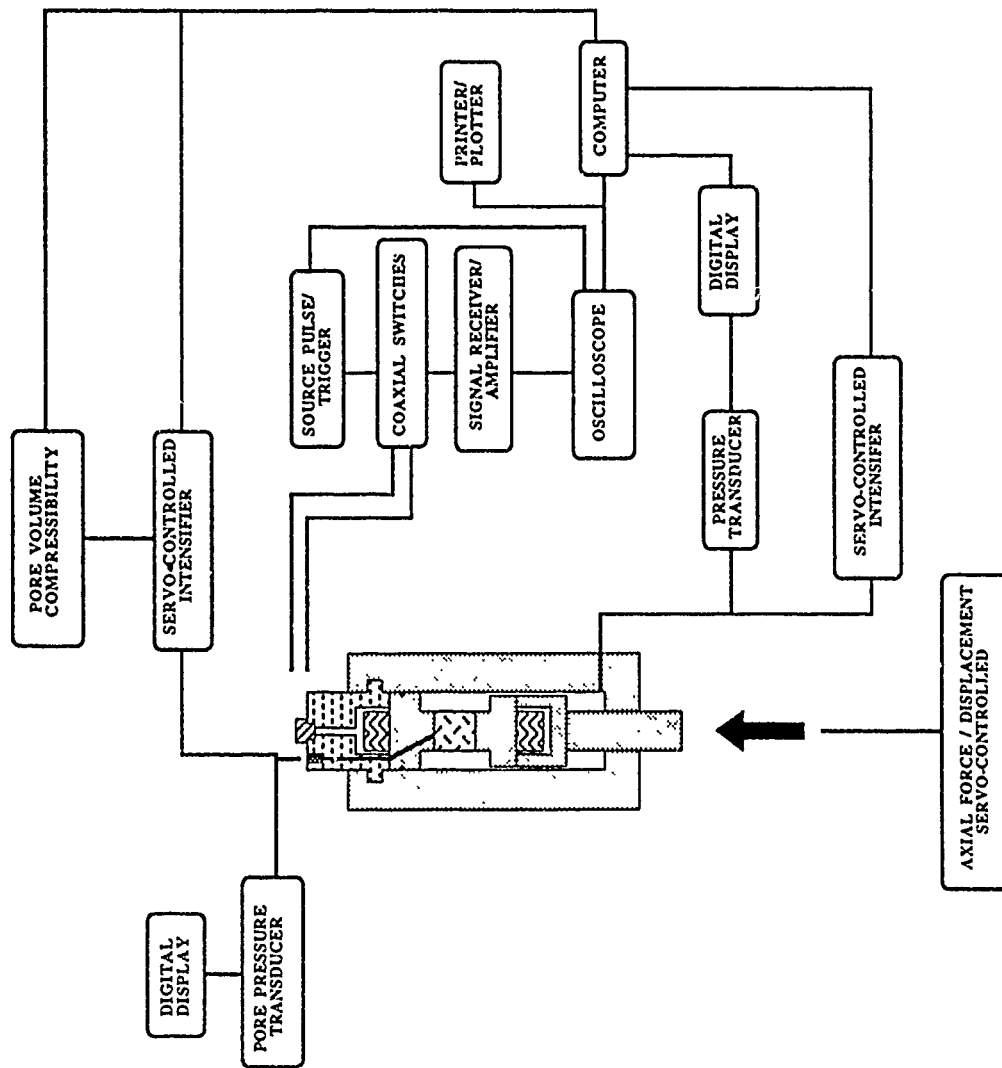 PORE VOLUME
COMPRESSIBILITY
SERVO-CONTROLLED
INTENSIFIER
DIGITAL
DISPLAY
PORE PRESSURE
TRANSDUCER
SOURCE PULSE/
TRIGGER
COAXIAL SWITCHES
SIGNAL RECEIVER/
AMPLIFIER
OSCILLOSCOPE
PRINTER/
PLOTTER
COMPUTER
DIGITAL
DISPLAY
PRESSURE
TRANSDUCER
SERVO-CONTROLLED
INTENSIFER
AXIAL FORCE / DISPLACEMENT
SERVO-CONTROLLED